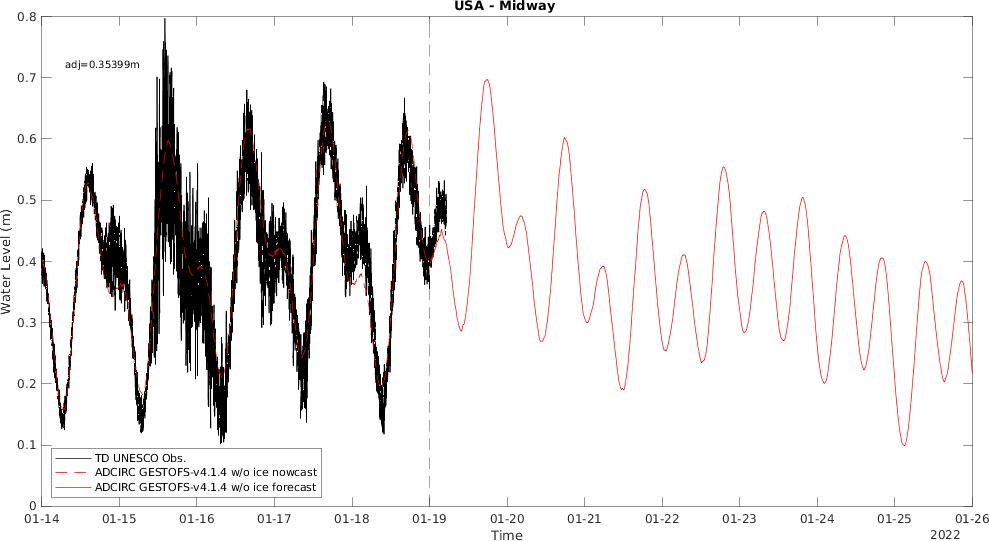 USA - Midway
adj=0.35399m
Water Level (m)
0.8
0.7
0.6
0.5
0.4
0.3
0.2
0.1
0
TD UNESCO Obs.
ADCIRC GESTOFS-v4.1.4 w/o ice nowcast
ADCIRC GESTOFS-v4.1.4 w/o ice forecast
01-14 01-15 01-16 01-17 01-18 01-19 01-20 01-21 01-22 01-23 01-24 01-25 01-26
Time
2022